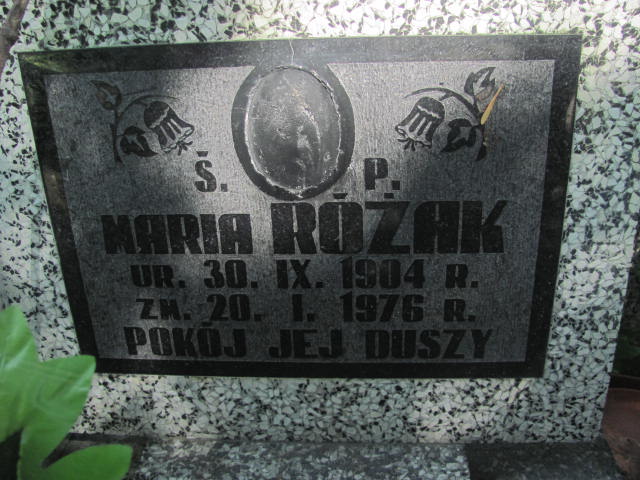 Ś. P.
MARIA RÓŻAK
UR. 30. IX. 1904 R.
ZM. 20. I. 1976 R.
POKÓJ JEJ DUSZY